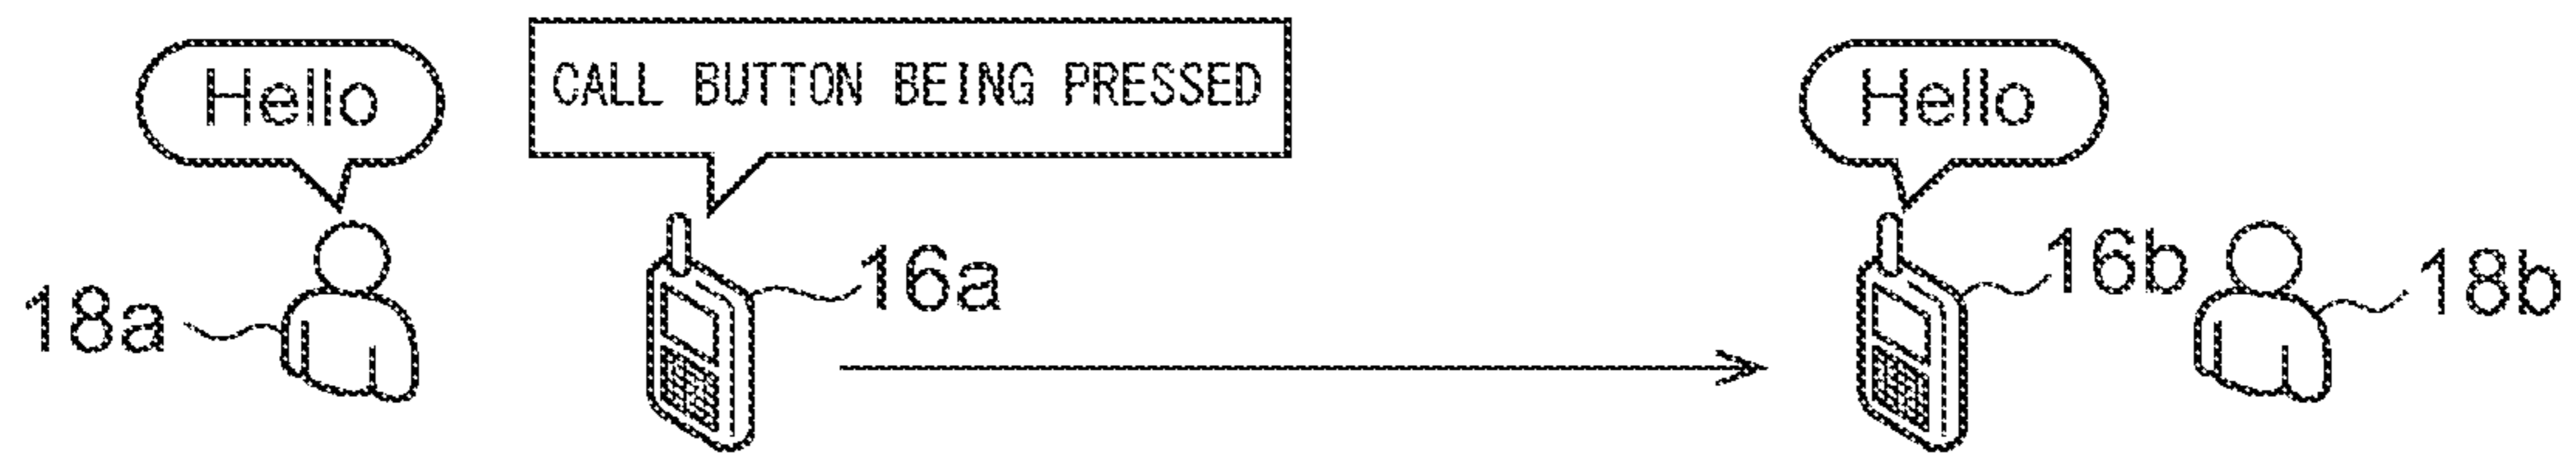 Hello
CALL BUTTON BEING PRESSED
Hello
18a
16a
16b
18b